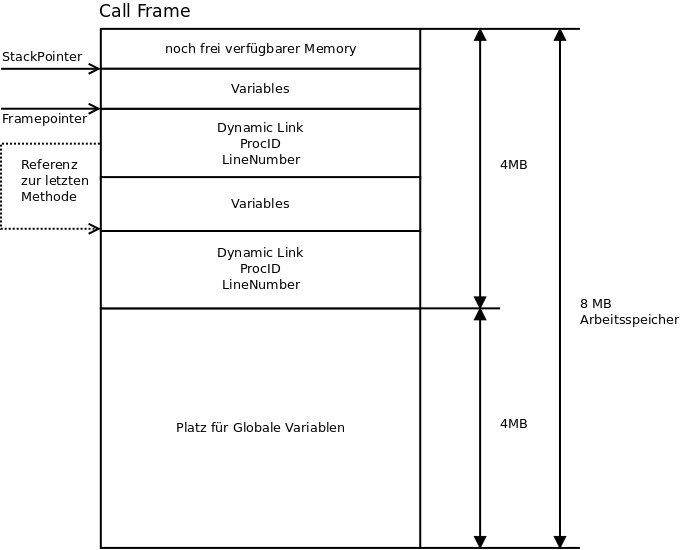 Call Frame
noch frei verfügbarer Memory
StackPointer
Variables
Framepointer
Dynamic Link
ProcID
LineNumber
Referenz
zur letzten
Methode
4MB
Variables
Dynamic Link
ProcID
LineNumber
8 MB
Arbeitsspeicher
Platz für Globale Variablen
4MB